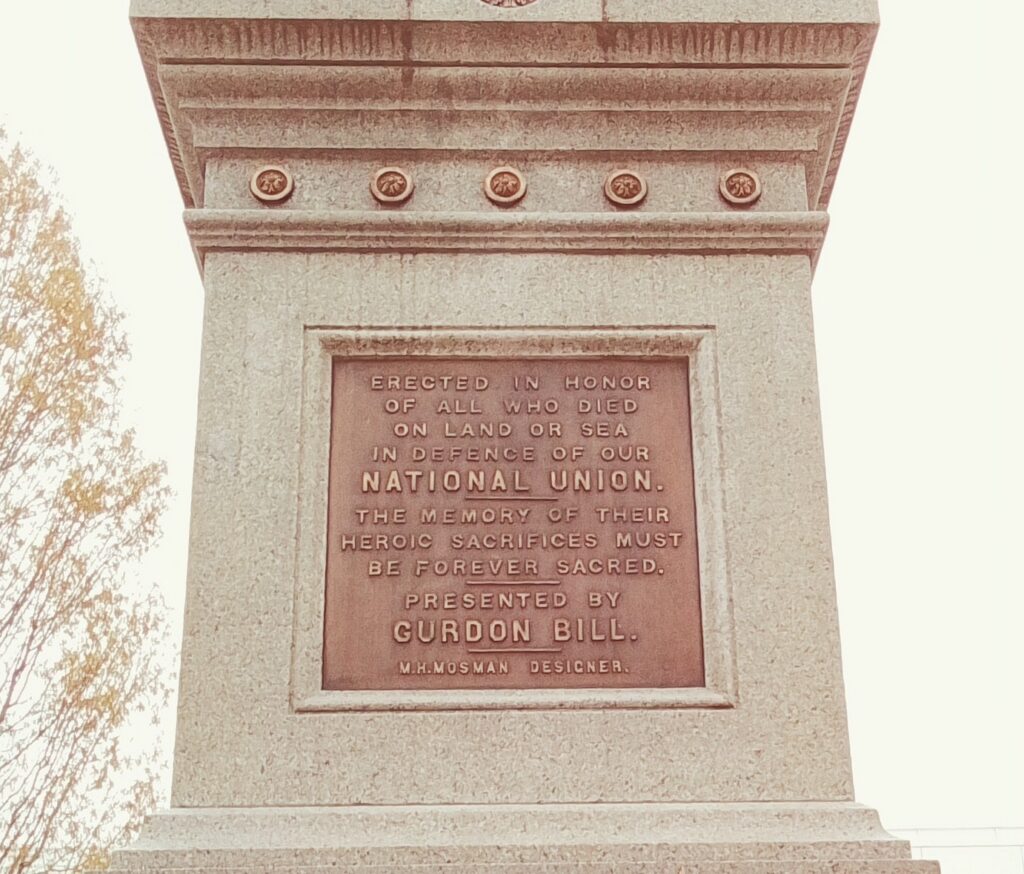 ERECTED IN HONOR
OF ALL WHO DIED
ON LAND OR SEA
IN DEFENCE OF OUR
NATIONAL UNION.
THE MEMORY OF THEIR
HEROIC SACRIFICES MUST
BE FOREVER SACRED.
PRESENTED BY
GURDON BILL.
M.H.MOSMAN DESIGNER.